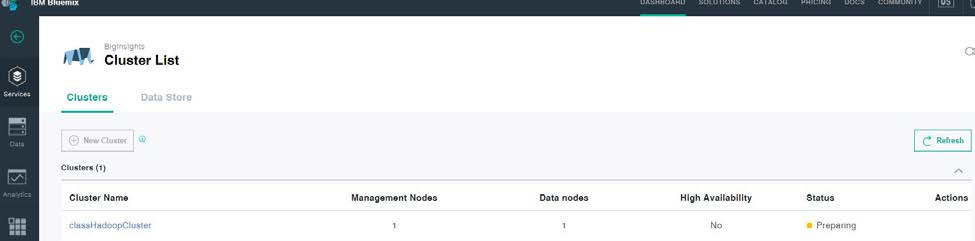 IBM Bluemix DASHBOARD SOLUTIONS CATALOG PRICING DOCS COMMUNITY US
BigInsights
Cluster List
Services
Clusters Data Store
Data
New Cluster Refresh
Clusters (1)
Analytics
Cluster Name Management Nodes Data nodes High Availability Status Actions
classHadoopCluster 1 1 No Preparing